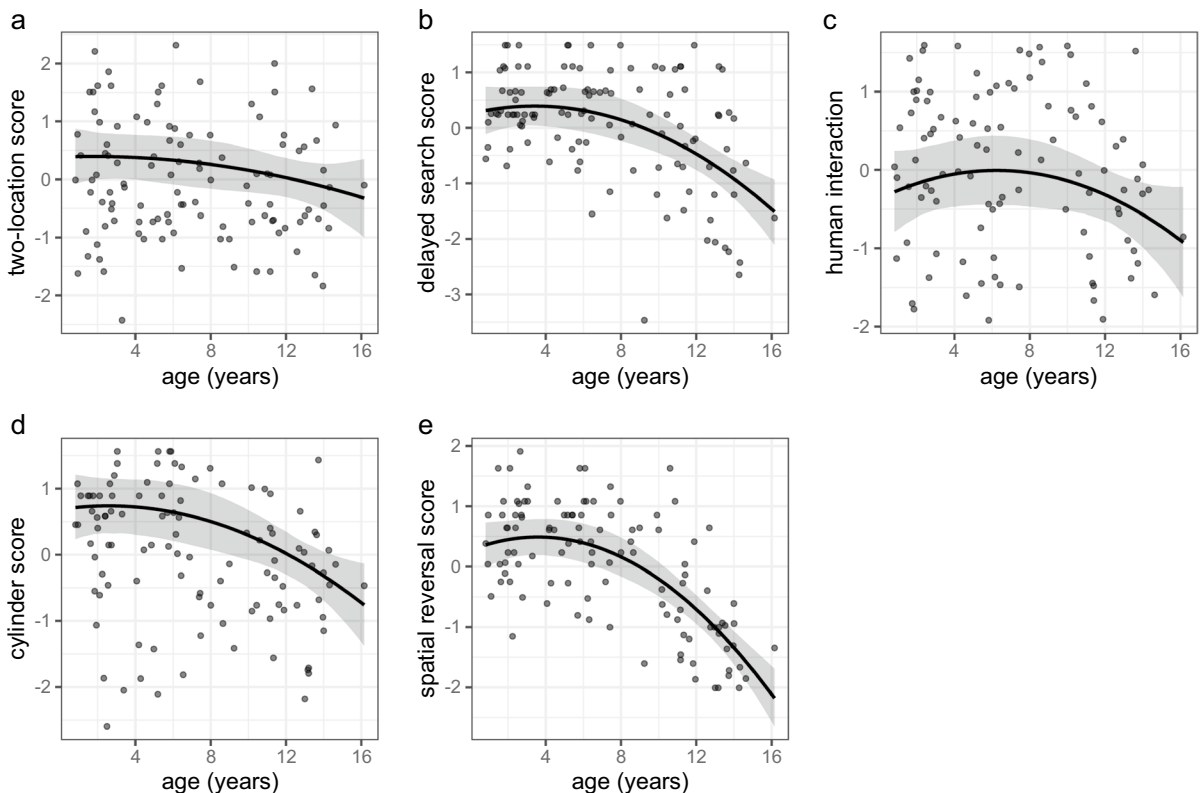 a
two-location score
2
1
0
-1
-2
4 8 12 16
age (years)
b
delayed search score
1
0
-1
-2
-3
4 8 12 16
age (years)
c
human interaction
1
0
-1
-2
4 8 12 16
age (years)
d
cylinder score
1
0
-1
-2
4 8 12 16
age (years)
e
spatial reversal score
2
1
0
-1
-2
4 8 12 16
age (years)